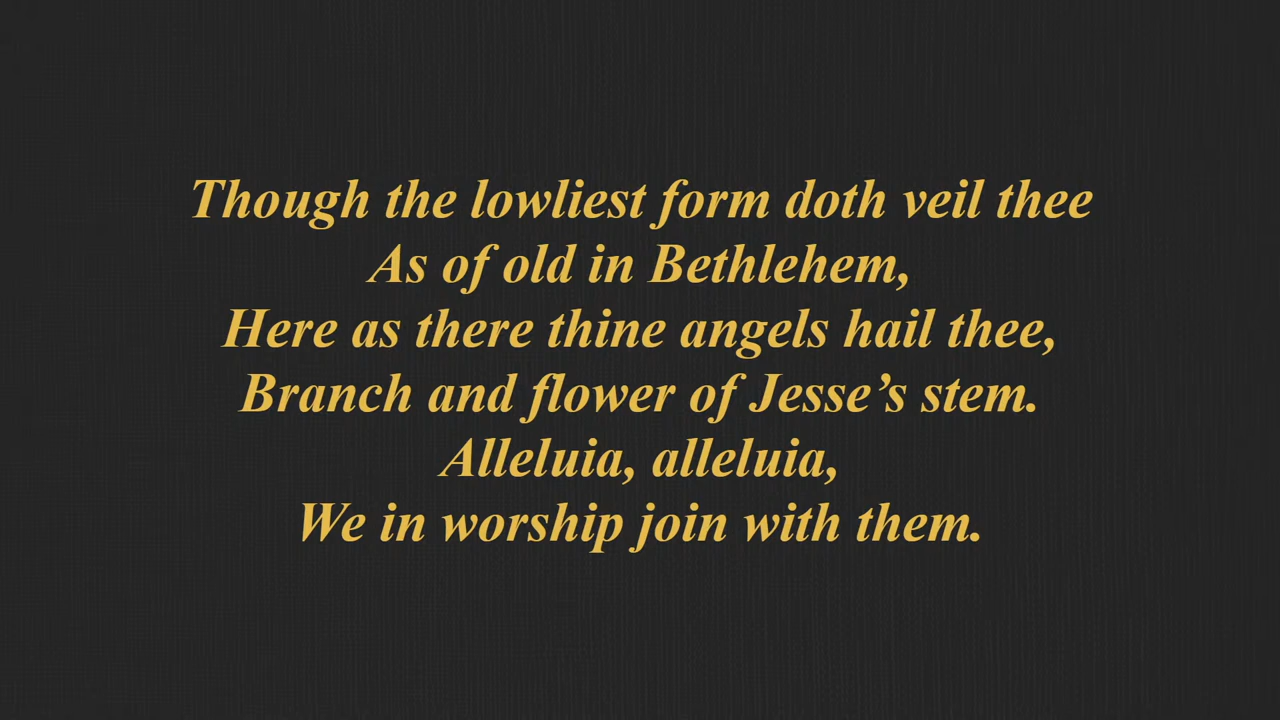 Though the lowliest form doth veil thee
As of old in Bethlehem,
Here as there thine angels hail thee,
Branch and flower of Jesse’s stem.
Alleluia, alleluia,
We in worship join with them.